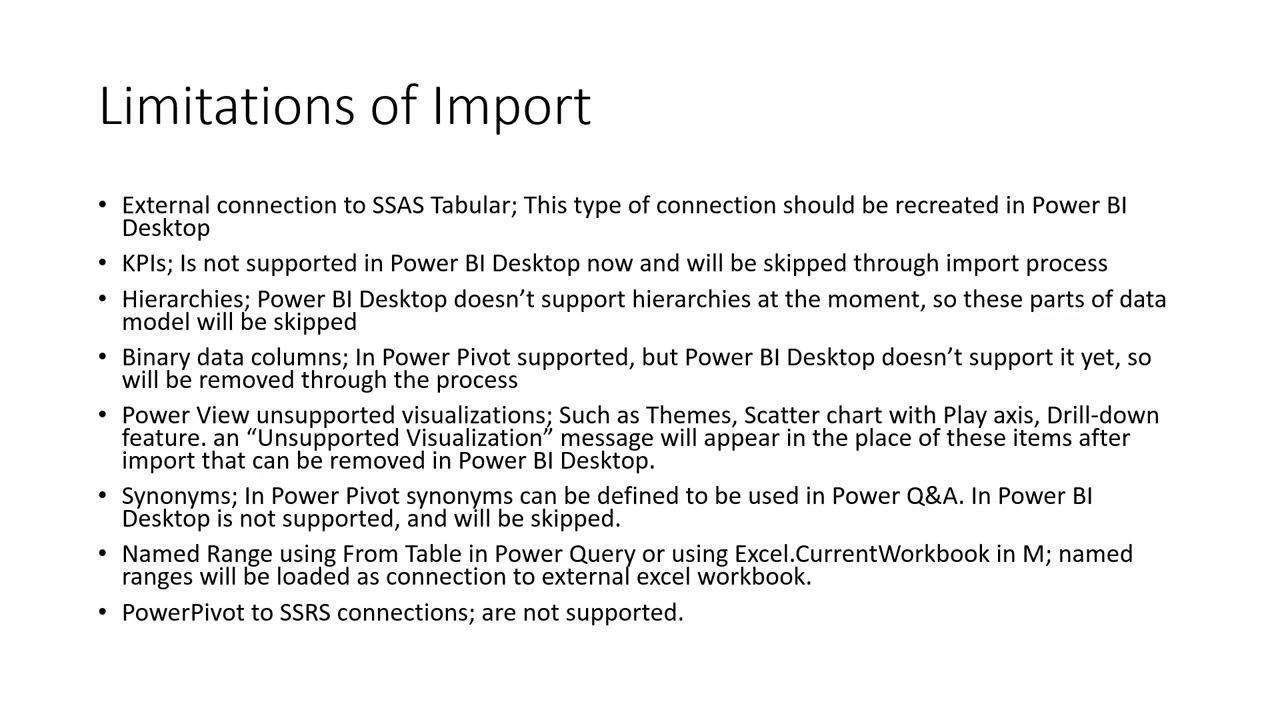 Limitations of Import
• External connection to SSAS Tabular; This type of connection should be recreated in Power BI
Desktop
• KPIs; Is not supported in Power BI Desktop now and will be skipped through import process
• Hierarchies; Power BI Desktop doesn’t support hierarchies at the moment, so these parts of data
model will be skipped
• Binary data columns; In Power Pivot supported, but Power BI Desktop doesn’t support it yet, so
will be removed through the process
• Power View unsupported visualizations; Such as Themes, Scatter chart with Play axis, Drill-down
feature. an “Unsupported Visualization” message will appear in the place of these items after
import that can be removed in Power BI Desktop.
• Synonyms; In Power Pivot synonyms can be defined to be used in Power Q&A. In Power BI
Desktop is not supported, and will be skipped.
• Named Range using From Table in Power Query or using Excel.CurrentWorkbook in M; named
ranges will be loaded as connection to external excel workbook.
• PowerPivot to SSRS connections; are not supported.